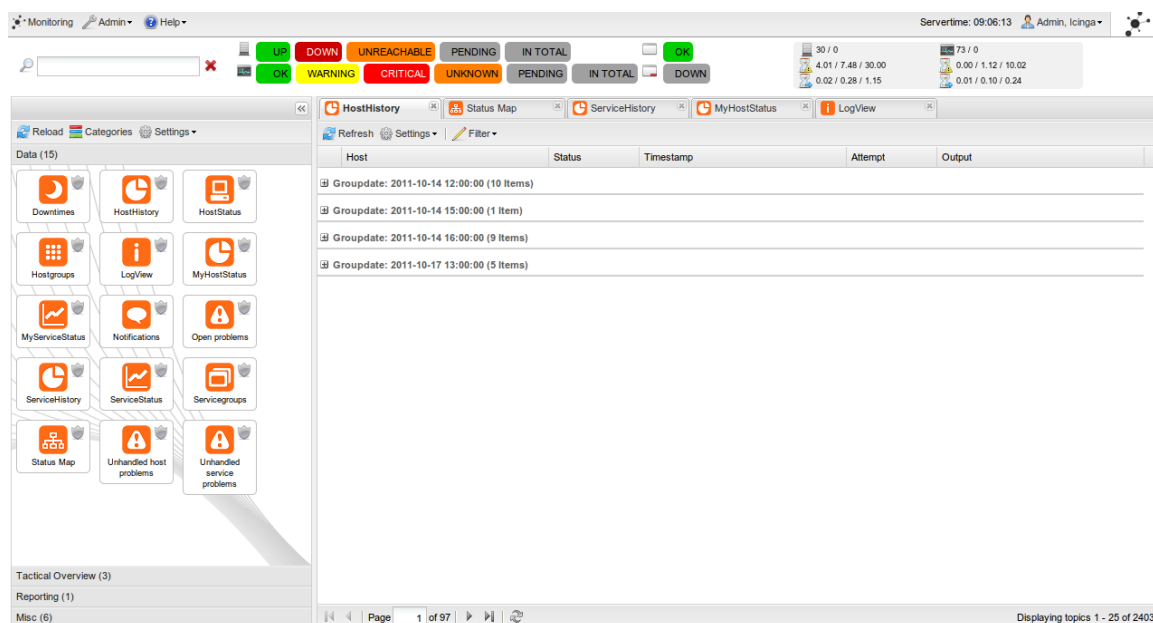 Monitoring Admin Help Servertime: 09:06:13 Admin, Icinga
UP DOWN UNREACHABLE PENDING IN TOTAL OK
OK WARNING CRITICAL UNKNOWN PENDING IN TOTAL DOWN
30 / 0 73 / 0
4.01 / 7.48 / 30.00 0.00 / 1.12 / 10.02
0.02 / 0.28 / 1.15 0.01 / 0.10 / 0.24
HostHistory Status Map ServiceHistory MyHostStatus LogView
Reload Categories Settings
Data (15)
Downtimes HostHistory HostStatus
Hostgroups LogView MyHostStatus
MyServiceStatus Notifications Open problems
ServiceHistory ServiceStatus Servicegroups
Status Map Unhandled host problems Unhandled service problems
Tactical Overview (3)
Reporting (1)
Misc (6)
Refresh Settings Filter
Host Status Timestamp Attempt Output
Groupdate: 2011-10-14 12:00:00 (10 Items)
Groupdate: 2011-10-14 15:00:00 (1 Item)
Groupdate: 2011-10-14 16:00:00 (9 Items)
Groupdate: 2011-10-17 13:00:00 (5 Items)
Page 1 of 97 Displaying topics 1 - 25 of 2403